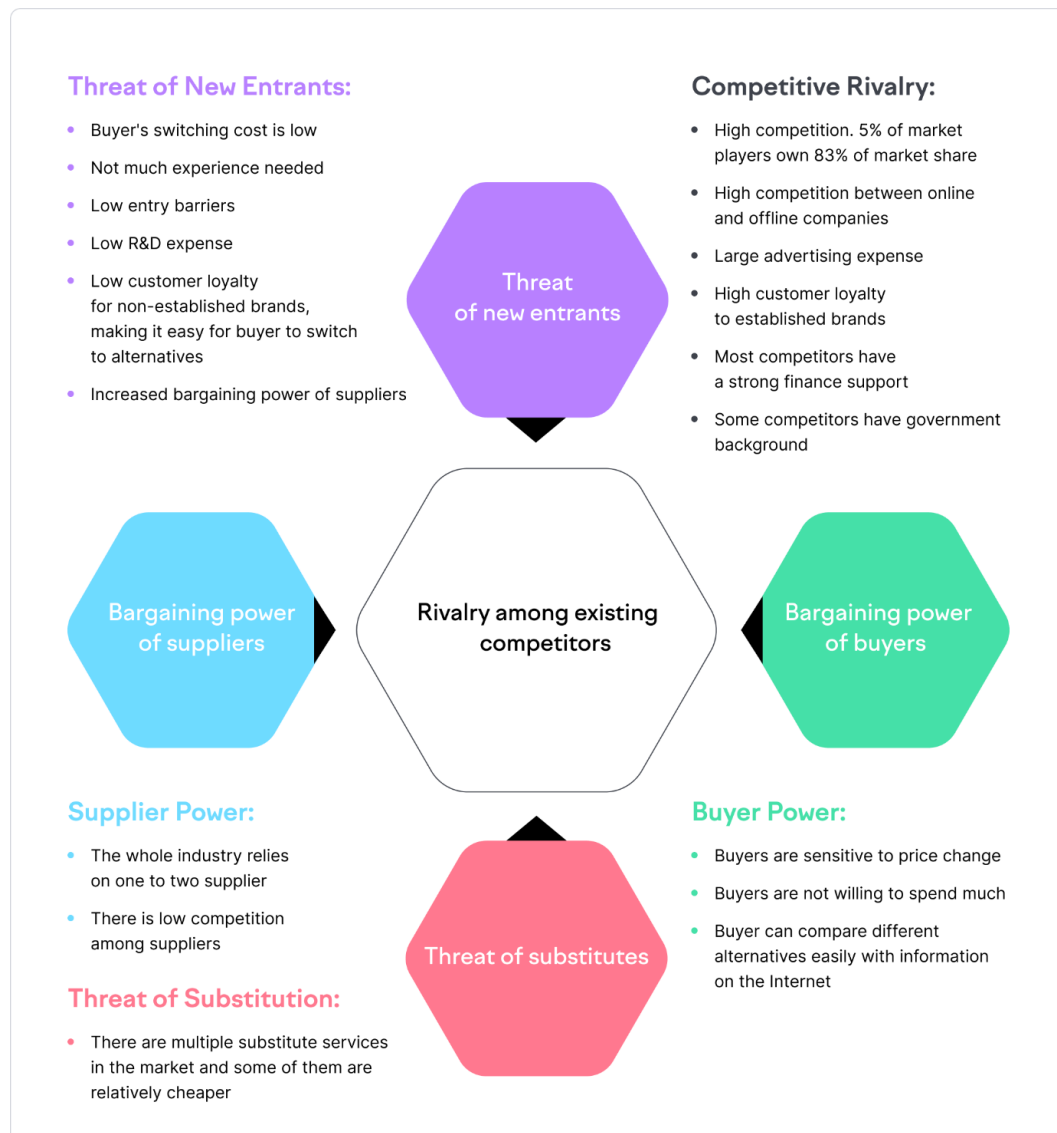 Threat of New Entrants:
Buyer's switching cost is low
Not much experience needed
Low entry barriers
Low R&D expense
Low customer loyalty
for non-established brands,
making it easy for buyer to switch
to alternatives
Increased bargaining power of suppliers
Competitive Rivalry:
High competition. 5% of market
players own 83% of market share
High competition between online
and offline companies
Large advertising expense
High customer loyalty
to established brands
Most competitors have
a strong finance support
Some competitors have government
background
Threat
of new entrants
Bargaining power
of suppliers
Rivalry among existing
competitors
Bargaining power
of buyers
Threat of substitutes
Supplier Power:
The whole industry relies
on one to two supplier
There is low competition
among suppliers
Threat of Substitution:
There are multiple substitute services
in the market and some of them are
relatively cheaper
Buyer Power:
Buyers are sensitive to price change
Buyers are not willing to spend much
Buyer can compare different
alternatives easily with information
on the Internet